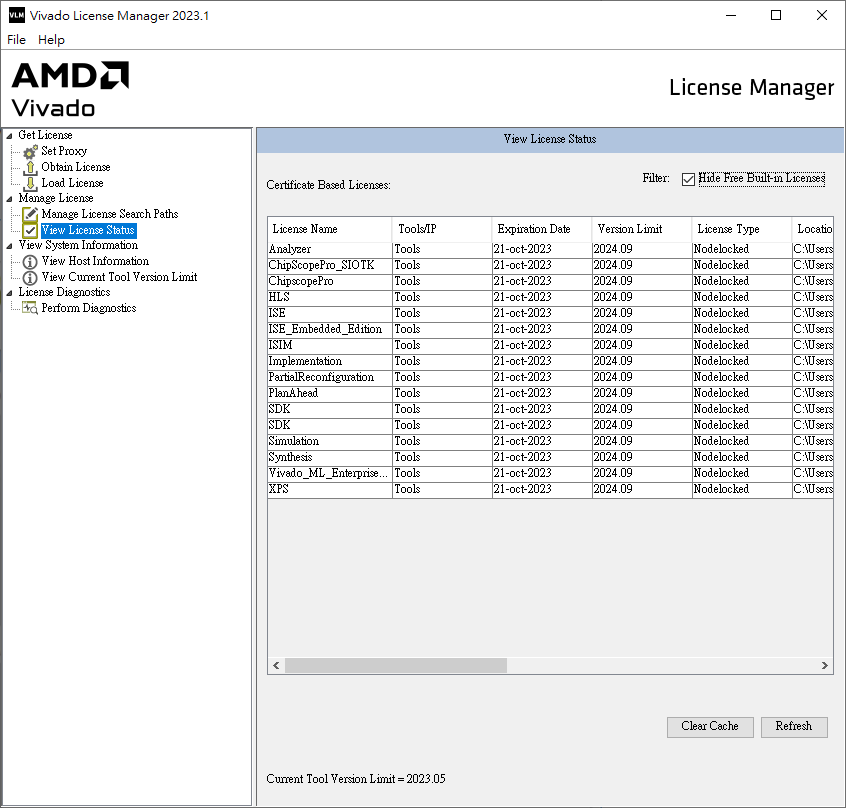 VLM Vivado License Manager 2023.1
File Help
AMD
Vivado
License Manager
Get License
Set Proxy
Obtain License
Load License
Manage License
Manage License Search Paths
View License Status
View System Information
View Host Information
View Current Tool Version Limit
License Diagnostics
Perform Diagnostics
View License Status
Certificate Based Licenses:
Filter: Hide Free Built-in Licenses
License Name Tools/IP Expiration Date Version Limit License Type Locatio
Analyzer Tools 21-oct-2023 2024.09 Nodelocked C:\Users
ChipScopePro_SIOTK Tools 21-oct-2023 2024.09 Nodelocked C:\Users
ChipscopePro Tools 21-oct-2023 2024.09 Nodelocked C:\Users
HLS Tools 21-oct-2023 2024.09 Nodelocked C:\Users
ISE Tools 21-oct-2023 2024.09 Nodelocked C:\Users
ISE_Embedded_Edition Tools 21-oct-2023 2024.09 Nodelocked C:\Users
ISIM Tools 21-oct-2023 2024.09 Nodelocked C:\Users
Implementation Tools 21-oct-2023 2024.09 Nodelocked C:\Users
PartialReconfiguration Tools 21-oct-2023 2024.09 Nodelocked C:\Users
PlanAhead Tools 21-oct-2023 2024.09 Nodelocked C:\Users
SDK Tools 21-oct-2023 2024.09 Nodelocked C:\Users
SDK Tools 21-oct-2023 2024.09 Nodelocked C:\Users
Simulation Tools 21-oct-2023 2024.09 Nodelocked C:\Users
Synthesis Tools 21-oct-2023 2024.09 Nodelocked C:\Users
Vivado_ML_Enterprise... Tools 21-oct-2023 2024.09 Nodelocked C:\Users
XPS Tools 21-oct-2023 2024.09 Nodelocked C:\Users
Clear Cache Refresh
Current Tool Version Limit = 2023.05